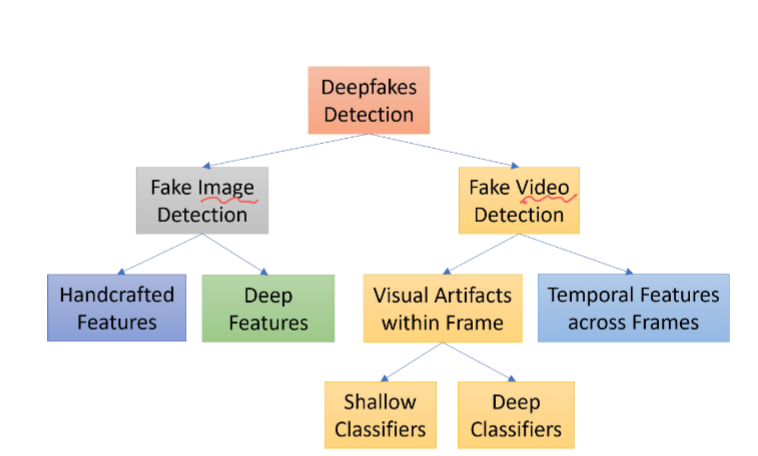 Deepfakes
Detection
Fake Image
Detection
Fake Video
Detection
Handcrafted
Features
Deep
Features
Visual Artifacts
within Frame
Temporal Features
across Frames
Shallow
Classifiers
Deep
Classifiers